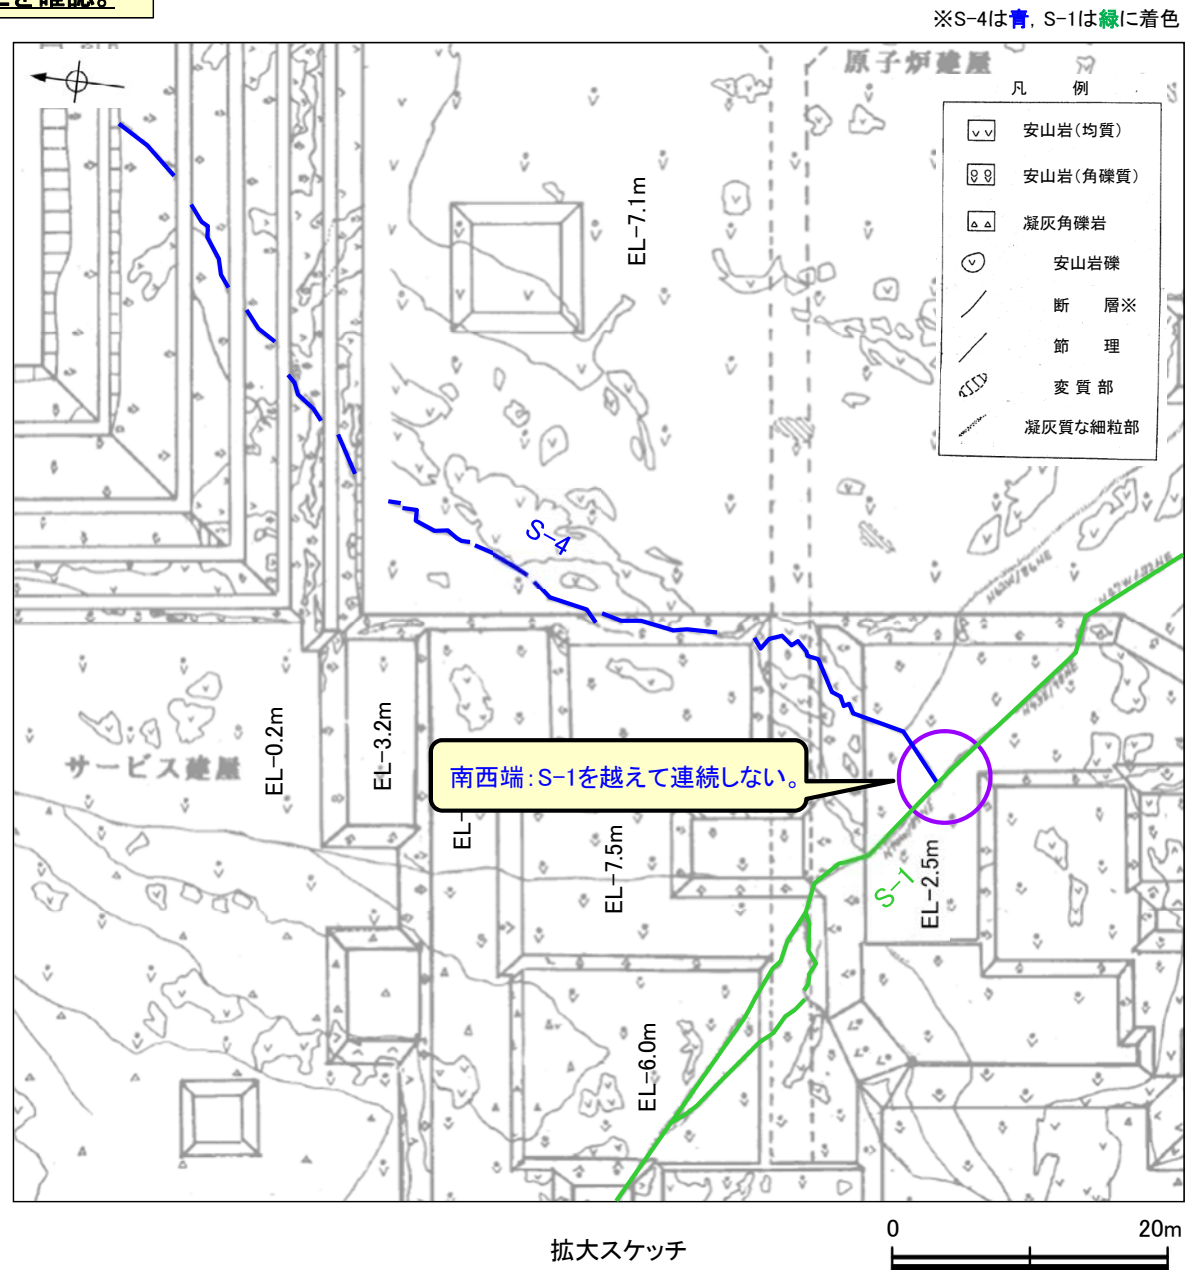 を確認。
※S-4は青，S-1は緑に着色
原子炉建屋
凡　例
安山岩(均質)
安山岩(角礫質)
凝灰角礫岩
安山岩礫
断　層※
節　理
変 質 部
凝灰質な細粒部
EL-7.1m
S-4
サービス建屋
EL-0.2m
EL-3.2m
南西端：S-1を越えて連続しない。
EL-
EL-7.5m
S-1
EL-2.5m
EL-6.0m
拡大スケッチ
0
20m